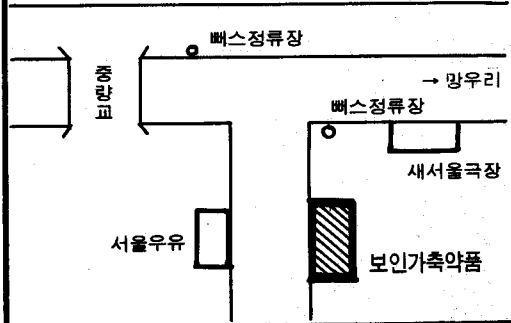 뻐스정류장
중량교
→ 망우리
뻐스정류장
새서울극장
서울우유
보인가축약품